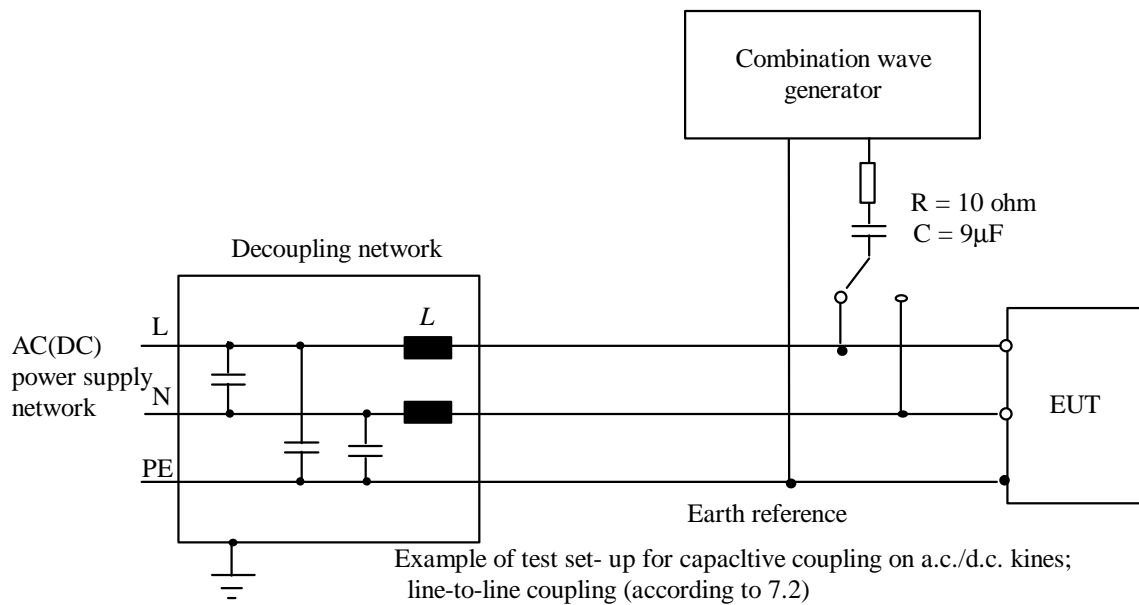 Combination wave
generator
R = 10 ohm
C = 9µF
Decoupling network
L
L
AC(DC)
power supply
network
N
EUT
PE
Earth reference
Example of test set- up for capacltive coupling on a.c./d.c. kines;
line-to-line coupling (according to 7.2)